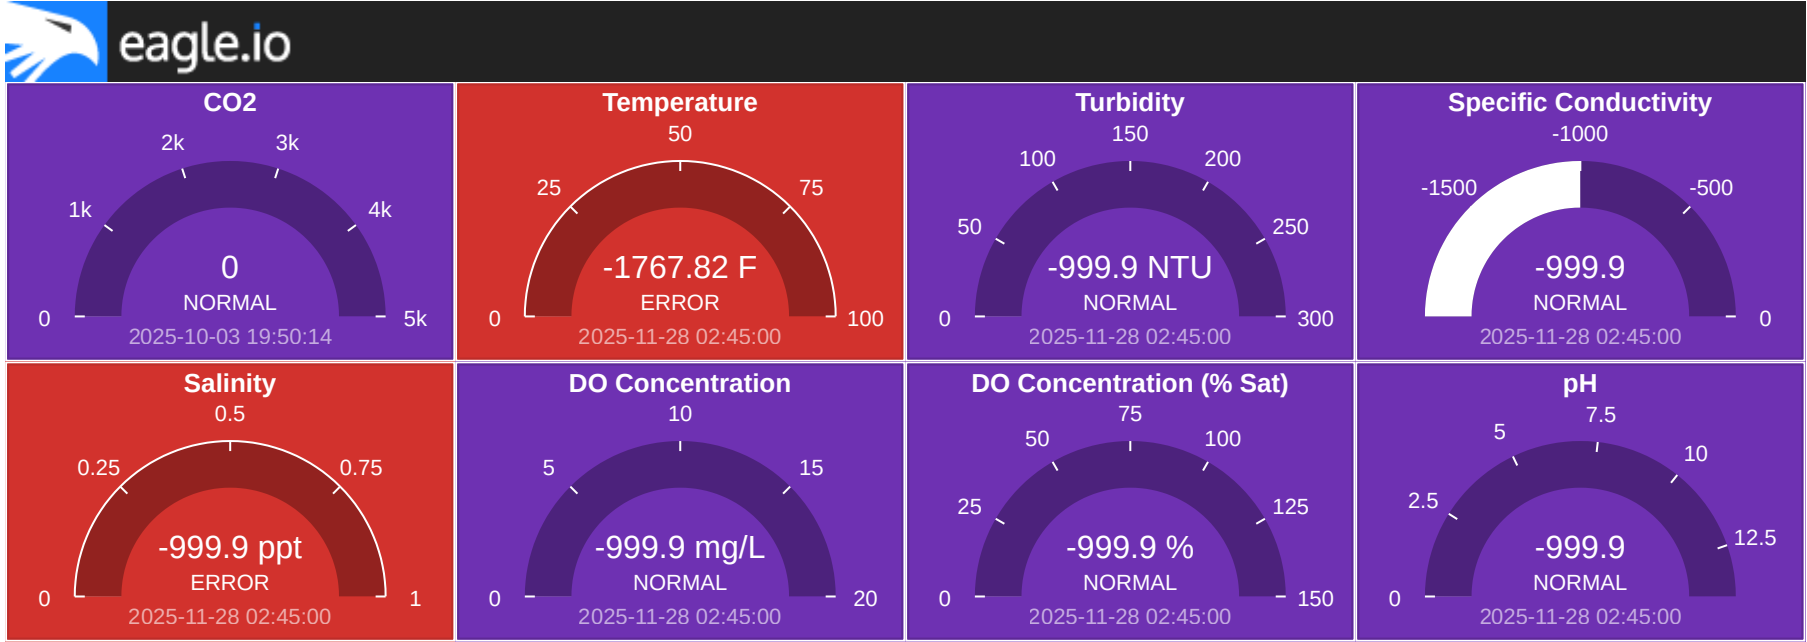 eagle.io
CO2
2k
3k
1k
4k
0
NORMAL
0
5k
2025-10-03 19:50:14
Temperature
50
25
75
-1767.82 F
ERROR
0
100
2025-11-28 02:45:00
Turbidity
150
100
200
50
250
-999.9 NTU
NORMAL
0
300
2025-11-28 02:45:00
Specific Conductivity
-1000
-1500
-500
-999.9
NORMAL
0
2025-11-28 02:45:00
Salinity
0.5
0.25
0.75
-999.9 ppt
ERROR
0
1
2025-11-28 02:45:00
DO Concentration
10
5
15
-999.9 mg/L
NORMAL
0
20
2025-11-28 02:45:00
DO Concentration (% Sat)
75
50
100
25
125
-999.9 %
NORMAL
0
150
2025-11-28 02:45:00
pH
7.5
5
10
2.5
12.5
-999.9
NORMAL
0
2025-11-28 02:45:00